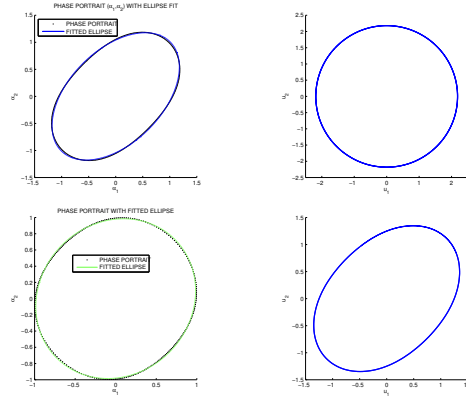 PHASE PORTRAIT (α1,α2) WITH ELLIPSE FIT
PHASE PORTRAIT
FITTED ELLIPSE
α2
1.5
1
0.5
0
-0.5
-1
-1.5
-1.5 -1 -0.5 0 0.5 1 1.5
α1
u2
2.5
2
1.5
1
0.5
0
-0.5
-1
-1.5
-2
-2.5
-2 -1 0 1 2
u1
PHASE PORTRAIT WITH FITTED ELLIPSE
PHASE PORTRAIT
FITTED ELLIPSE
α2
1
0.8
0.6
0.4
0.2
0
-0.2
-0.4
-0.6
-0.8
-1
-1 -0.5 0 0.5 1
α1
u2
1.5
1
0.5
0
-0.5
-1
-1.5
-1.5 -1 -0.5 0 0.5 1
u1